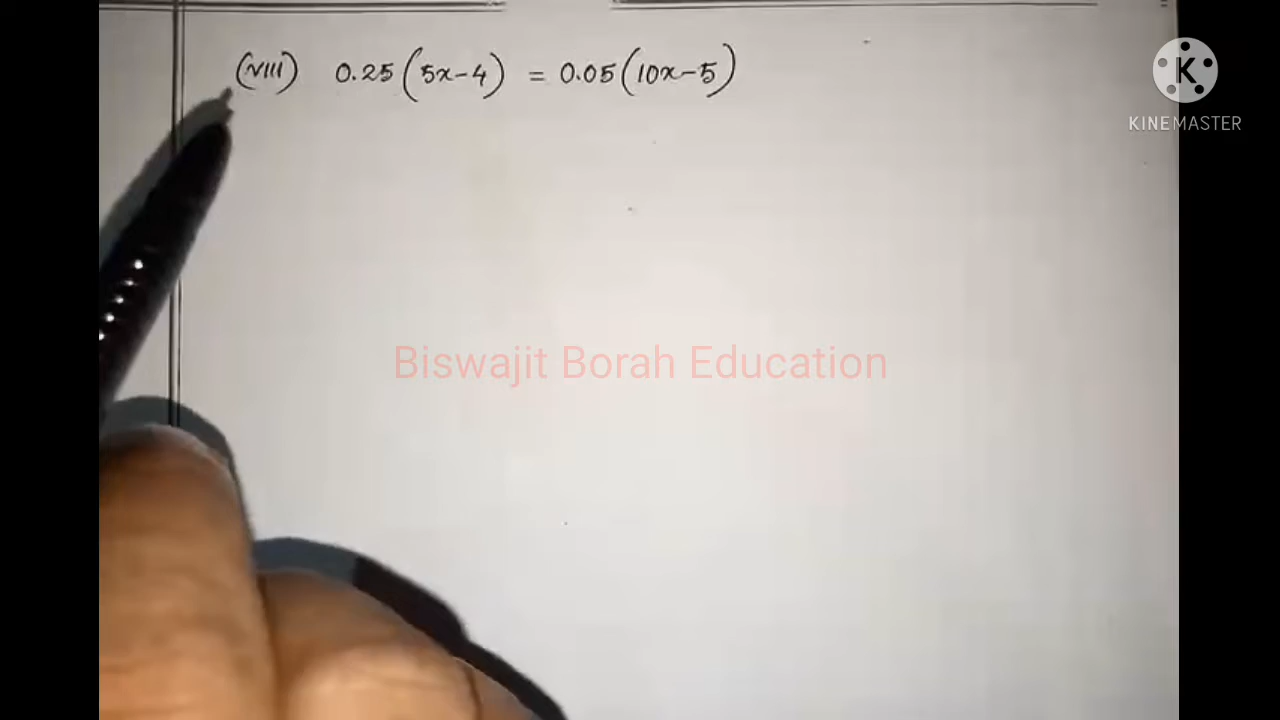 (VIII) 0.25(5x-4) = 0.05(10x-5)
KINEMASTER
Biswajit Borah Education